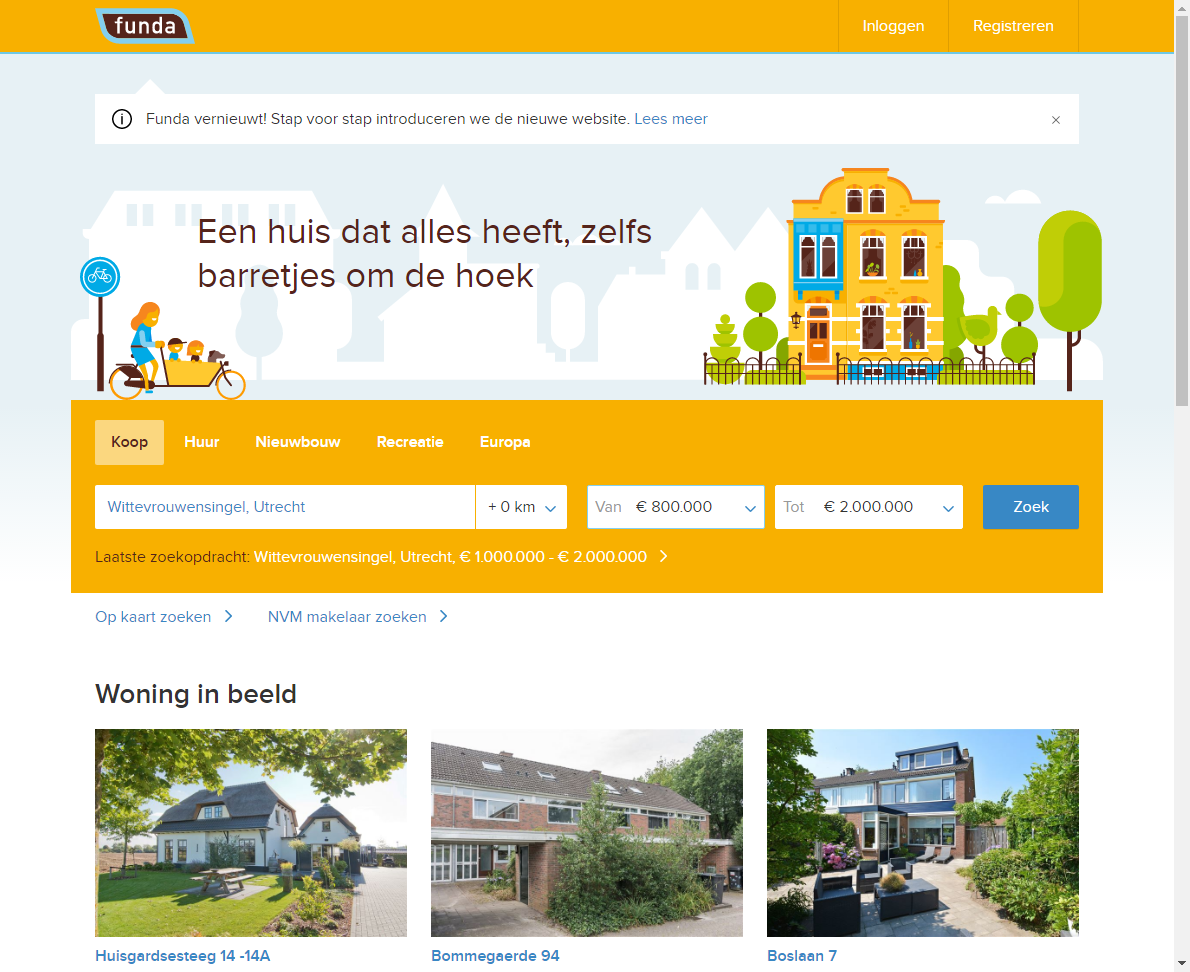 funda
Inloggen
Registreren
Funda vernieuwt! Stap voor stap introduceren we de nieuwe website. Lees meer
×
Een huis dat alles heeft, zelfs
barretjes om de hoek
Koop
Huur
Nieuwbouw
Recreatie
Europa
Wittevrouwensingel, Utrecht
+ 0 km
Van € 800.000
Tot € 2.000.000
Zoek
Laatste zoekopdracht: Wittevrouwensingel, Utrecht, € 1.000.000 - € 2.000.000
Op kaart zoeken
NVM makelaar zoeken
Woning in beeld
Huisgardsesteeg 14 -14A
Bommegaerde 94
Boslaan 7